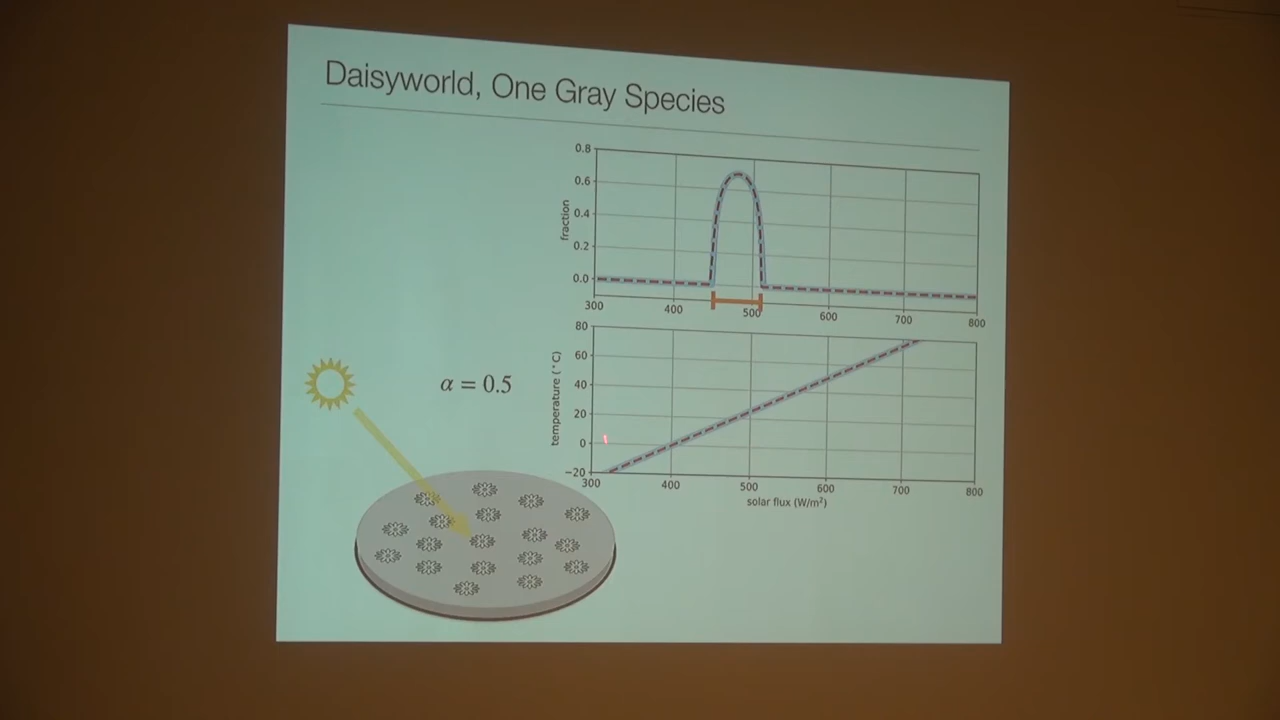 Daisyworld, One Gray Species
0.8
0.6
0.4
0.2
0.0
fraction
300 400 500 600 700 800
80
60
40
20
0
−20
temperature (°C)
300 400 500 600 700 800
solar flux (W/m²)
α = 0.5